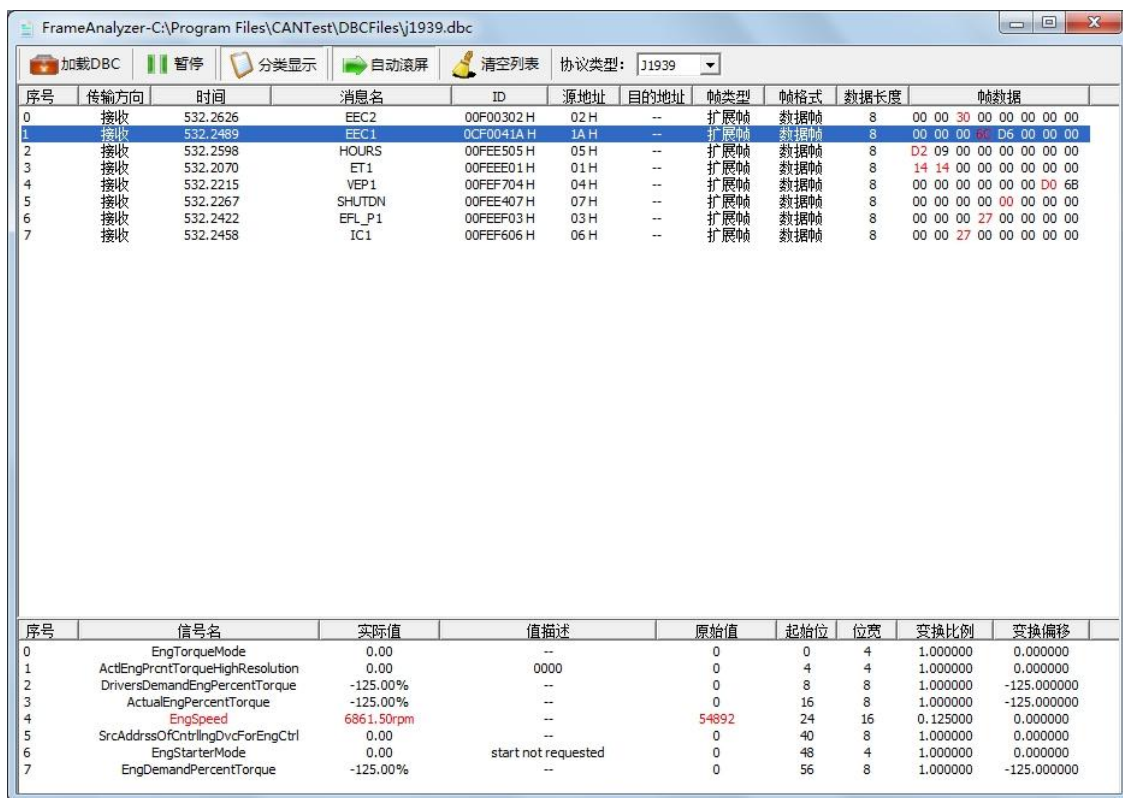 FrameAnalyzer-C:\Program Files\CANTest\DBCFiles\j1939.dbc
加载DBC 暂停 分类显示 自动滚屏 清空列表 协议类型： J1939
序号 传输方向 时间 消息名 ID 源地址 目的地址 帧类型 帧格式 数据长度 帧数据
0 接收 532.2626 EEC2 00F00302 H 02 H -- 扩展帧 数据帧 8 00 00 30 00 00 00 00 00
1 接收 532.2489 EEC1 0CF0041A H 1A H -- 扩展帧 数据帧 8 00 00 00 6C D6 00 00 00
2 接收 532.2598 HOURS 00FEE505 H 05 H -- 扩展帧 数据帧 8 D2 09 00 00 00 00 00 00
3 接收 532.2070 ET1 00FEEE01 H 01 H -- 扩展帧 数据帧 8 14 14 00 00 00 00 00 00
4 接收 532.2215 VEP1 00FEF704 H 04 H -- 扩展帧 数据帧 8 00 00 00 00 00 00 D0 6B
5 接收 532.2267 SHUTDN 00FEE407 H 07 H -- 扩展帧 数据帧 8 00 00 00 00 00 00 00 00
6 接收 532.2422 EFL_P1 00FEEF03 H 03 H -- 扩展帧 数据帧 8 00 00 00 27 00 00 00 00
7 接收 532.2458 IC1 00FEF606 H 06 H -- 扩展帧 数据帧 8 00 00 27 00 00 00 00 00
序号 信号名 实际值 值描述 原始值 起始位 位宽 变换比例 变换偏移
0 EngTorqueMode 0.00 -- 0 0 4 1.000000 0.000000
1 ActlEngPrcntTorqueHighResolution 0.00 0000 0 4 4 1.000000 0.000000
2 DriversDemandEngPercentTorque -125.00% -- 0 8 8 1.000000 -125.000000
3 ActualEngPercentTorque -125.00% -- 0 16 8 1.000000 -125.000000
4 EngSpeed 6861.50rpm -- 54892 24 16 0.125000 0.000000
5 SrcAddrssOfCntrllngDvcForEngCtrl 0.00 -- 0 40 8 1.000000 0.000000
6 EngStarterMode 0.00 start not requested 0 48 4 1.000000 0.000000
7 EngDemandPercentTorque -125.00% -- 0 56 8 1.000000 -125.000000